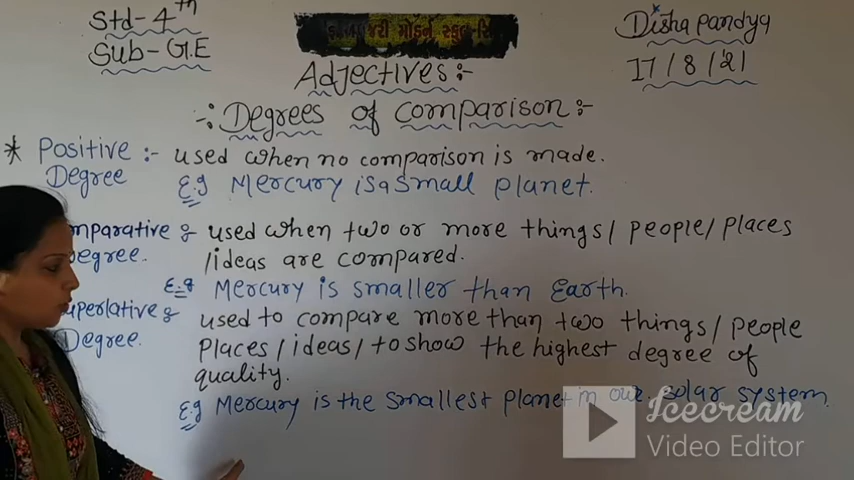 Std-4th
Sub-G.E
મોર્ડન સ્કુલ
Disha Pandya
17/8/21
Adjectives:-
-: Degrees of comparison :-
* Positive Degree :- used when no comparison is made.
E.g Mercury is a small planet.
mparative egree. : used when two or more things/ people/ places
/ideas are compared.
E.g Mercury is smaller than Earth.
uperlative Degree. : used to compare more than two things/ people
places/ideas/ to show the highest degree of
quality.
E.g Mercury is the smallest planet in our solar system.
Icecream
Video Editor